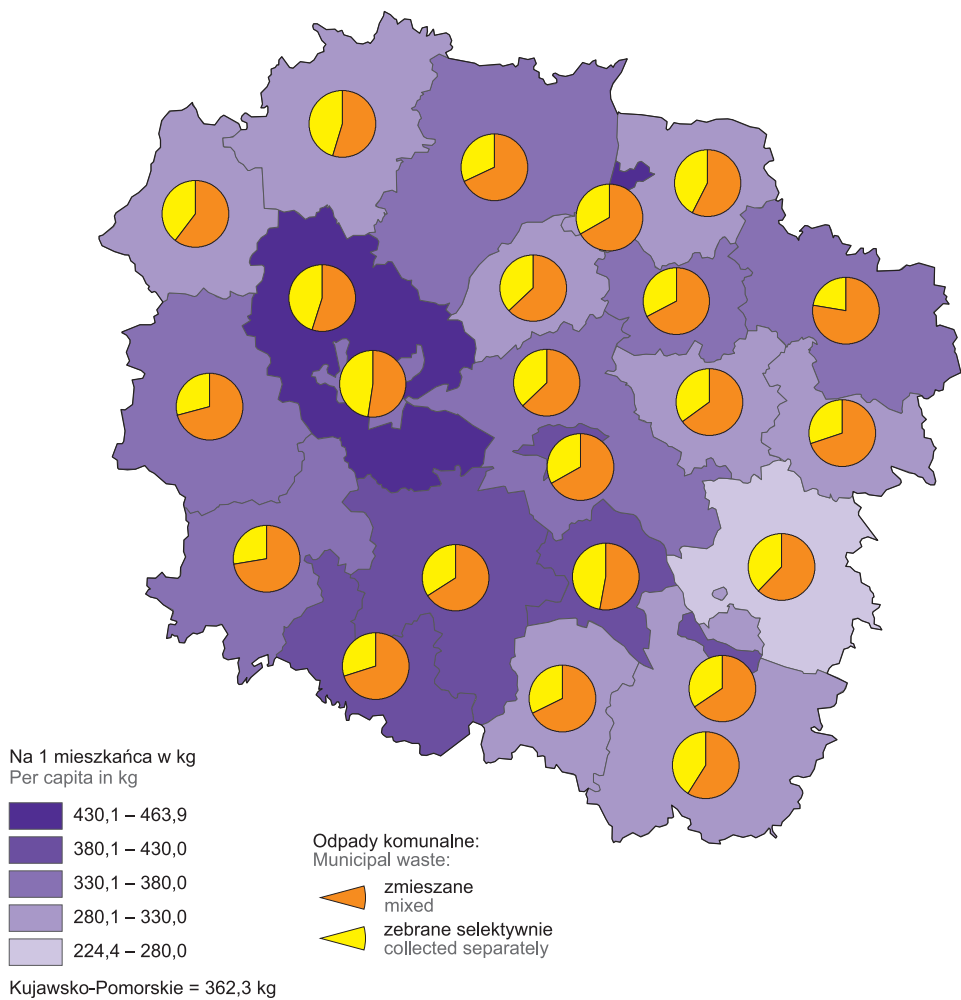 Na 1 mieszkańca w kg
Per capita in kg
430,1 – 463,9
380,1 – 430,0
330,1 – 380,0
280,1 – 330,0
224,4 – 280,0
Kujawsko-Pomorskie = 362,3 kg
Odpady komunalne:
Municipal waste:
zmieszane
mixed
zebrane selektywnie
collected separately